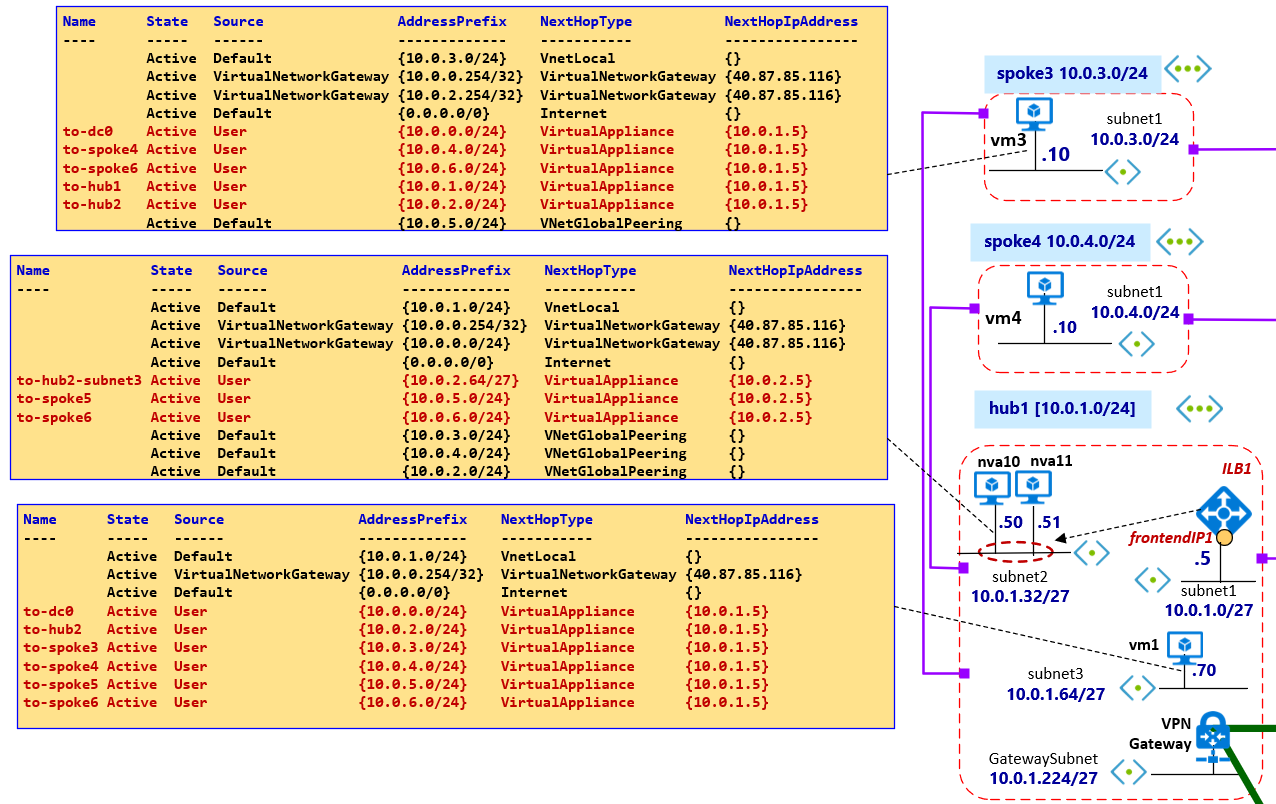 Name State Source AddressPrefix NextHopType NextHopIpAddress
---- ----- ------ ------------- ----------- ----------------
Active Default {10.0.3.0/24} VnetLocal {}
Active VirtualNetworkGateway {10.0.0.254/32} VirtualNetworkGateway {40.87.85.116}
Active VirtualNetworkGateway {10.0.2.254/32} VirtualNetworkGateway {40.87.85.116}
Active Default {0.0.0.0/0} Internet {}
to-dc0 Active User {10.0.0.0/24} VirtualAppliance {10.0.1.5}
to-spoke4 Active User {10.0.4.0/24} VirtualAppliance {10.0.1.5}
to-spoke6 Active User {10.0.6.0/24} VirtualAppliance {10.0.1.5}
to-hub1 Active User {10.0.1.0/24} VirtualAppliance {10.0.1.5}
to-hub2 Active User {10.0.2.0/24} VirtualAppliance {10.0.1.5}
Active Default {10.0.5.0/24} VNetGlobalPeering {}
Name State Source AddressPrefix NextHopType NextHopIpAddress
---- ----- ------ ------------- ----------- ----------------
Active Default {10.0.1.0/24} VnetLocal {}
Active VirtualNetworkGateway {10.0.0.254/32} VirtualNetworkGateway {40.87.85.116}
Active VirtualNetworkGateway {10.0.0.0/24} VirtualNetworkGateway {40.87.85.116}
Active Default {0.0.0.0/0} Internet {}
to-hub2-subnet3 Active User {10.0.2.64/27} VirtualAppliance {10.0.2.5}
to-spoke5 Active User {10.0.5.0/24} VirtualAppliance {10.0.2.5}
to-spoke6 Active User {10.0.6.0/24} VirtualAppliance {10.0.2.5}
Active Default {10.0.3.0/24} VNetGlobalPeering {}
Active Default {10.0.4.0/24} VNetGlobalPeering {}
Active Default {10.0.2.0/24} VNetGlobalPeering {}
Name State Source AddressPrefix NextHopType NextHopIpAddress
---- ----- ------ ------------- ----------- ----------------
Active Default {10.0.1.0/24} VnetLocal {}
Active VirtualNetworkGateway {10.0.0.254/32} VirtualNetworkGateway {40.87.85.116}
Active Default {0.0.0.0/0} Internet {}
to-dc0 Active User {10.0.0.0/24} VirtualAppliance {10.0.1.5}
to-hub2 Active User {10.0.2.0/24} VirtualAppliance {10.0.1.5}
to-spoke3 Active User {10.0.3.0/24} VirtualAppliance {10.0.1.5}
to-spoke4 Active User {10.0.4.0/24} VirtualAppliance {10.0.1.5}
to-spoke5 Active User {10.0.5.0/24} VirtualAppliance {10.0.1.5}
to-spoke6 Active User {10.0.6.0/24} VirtualAppliance {10.0.1.5}
spoke3 10.0.3.0/24
subnet1
10.0.3.0/24
vm3
.10
spoke4 10.0.4.0/24
subnet1
10.0.4.0/24
vm4
.10
hub1 [10.0.1.0/24]
nva10 nva11
ILB1
.50 .51
frontendIP1
.5
subnet2
10.0.1.32/27
subnet1
10.0.1.0/27
vm1
.70
subnet3
10.0.1.64/27
VPN
Gateway
GatewaySubnet
10.0.1.224/27